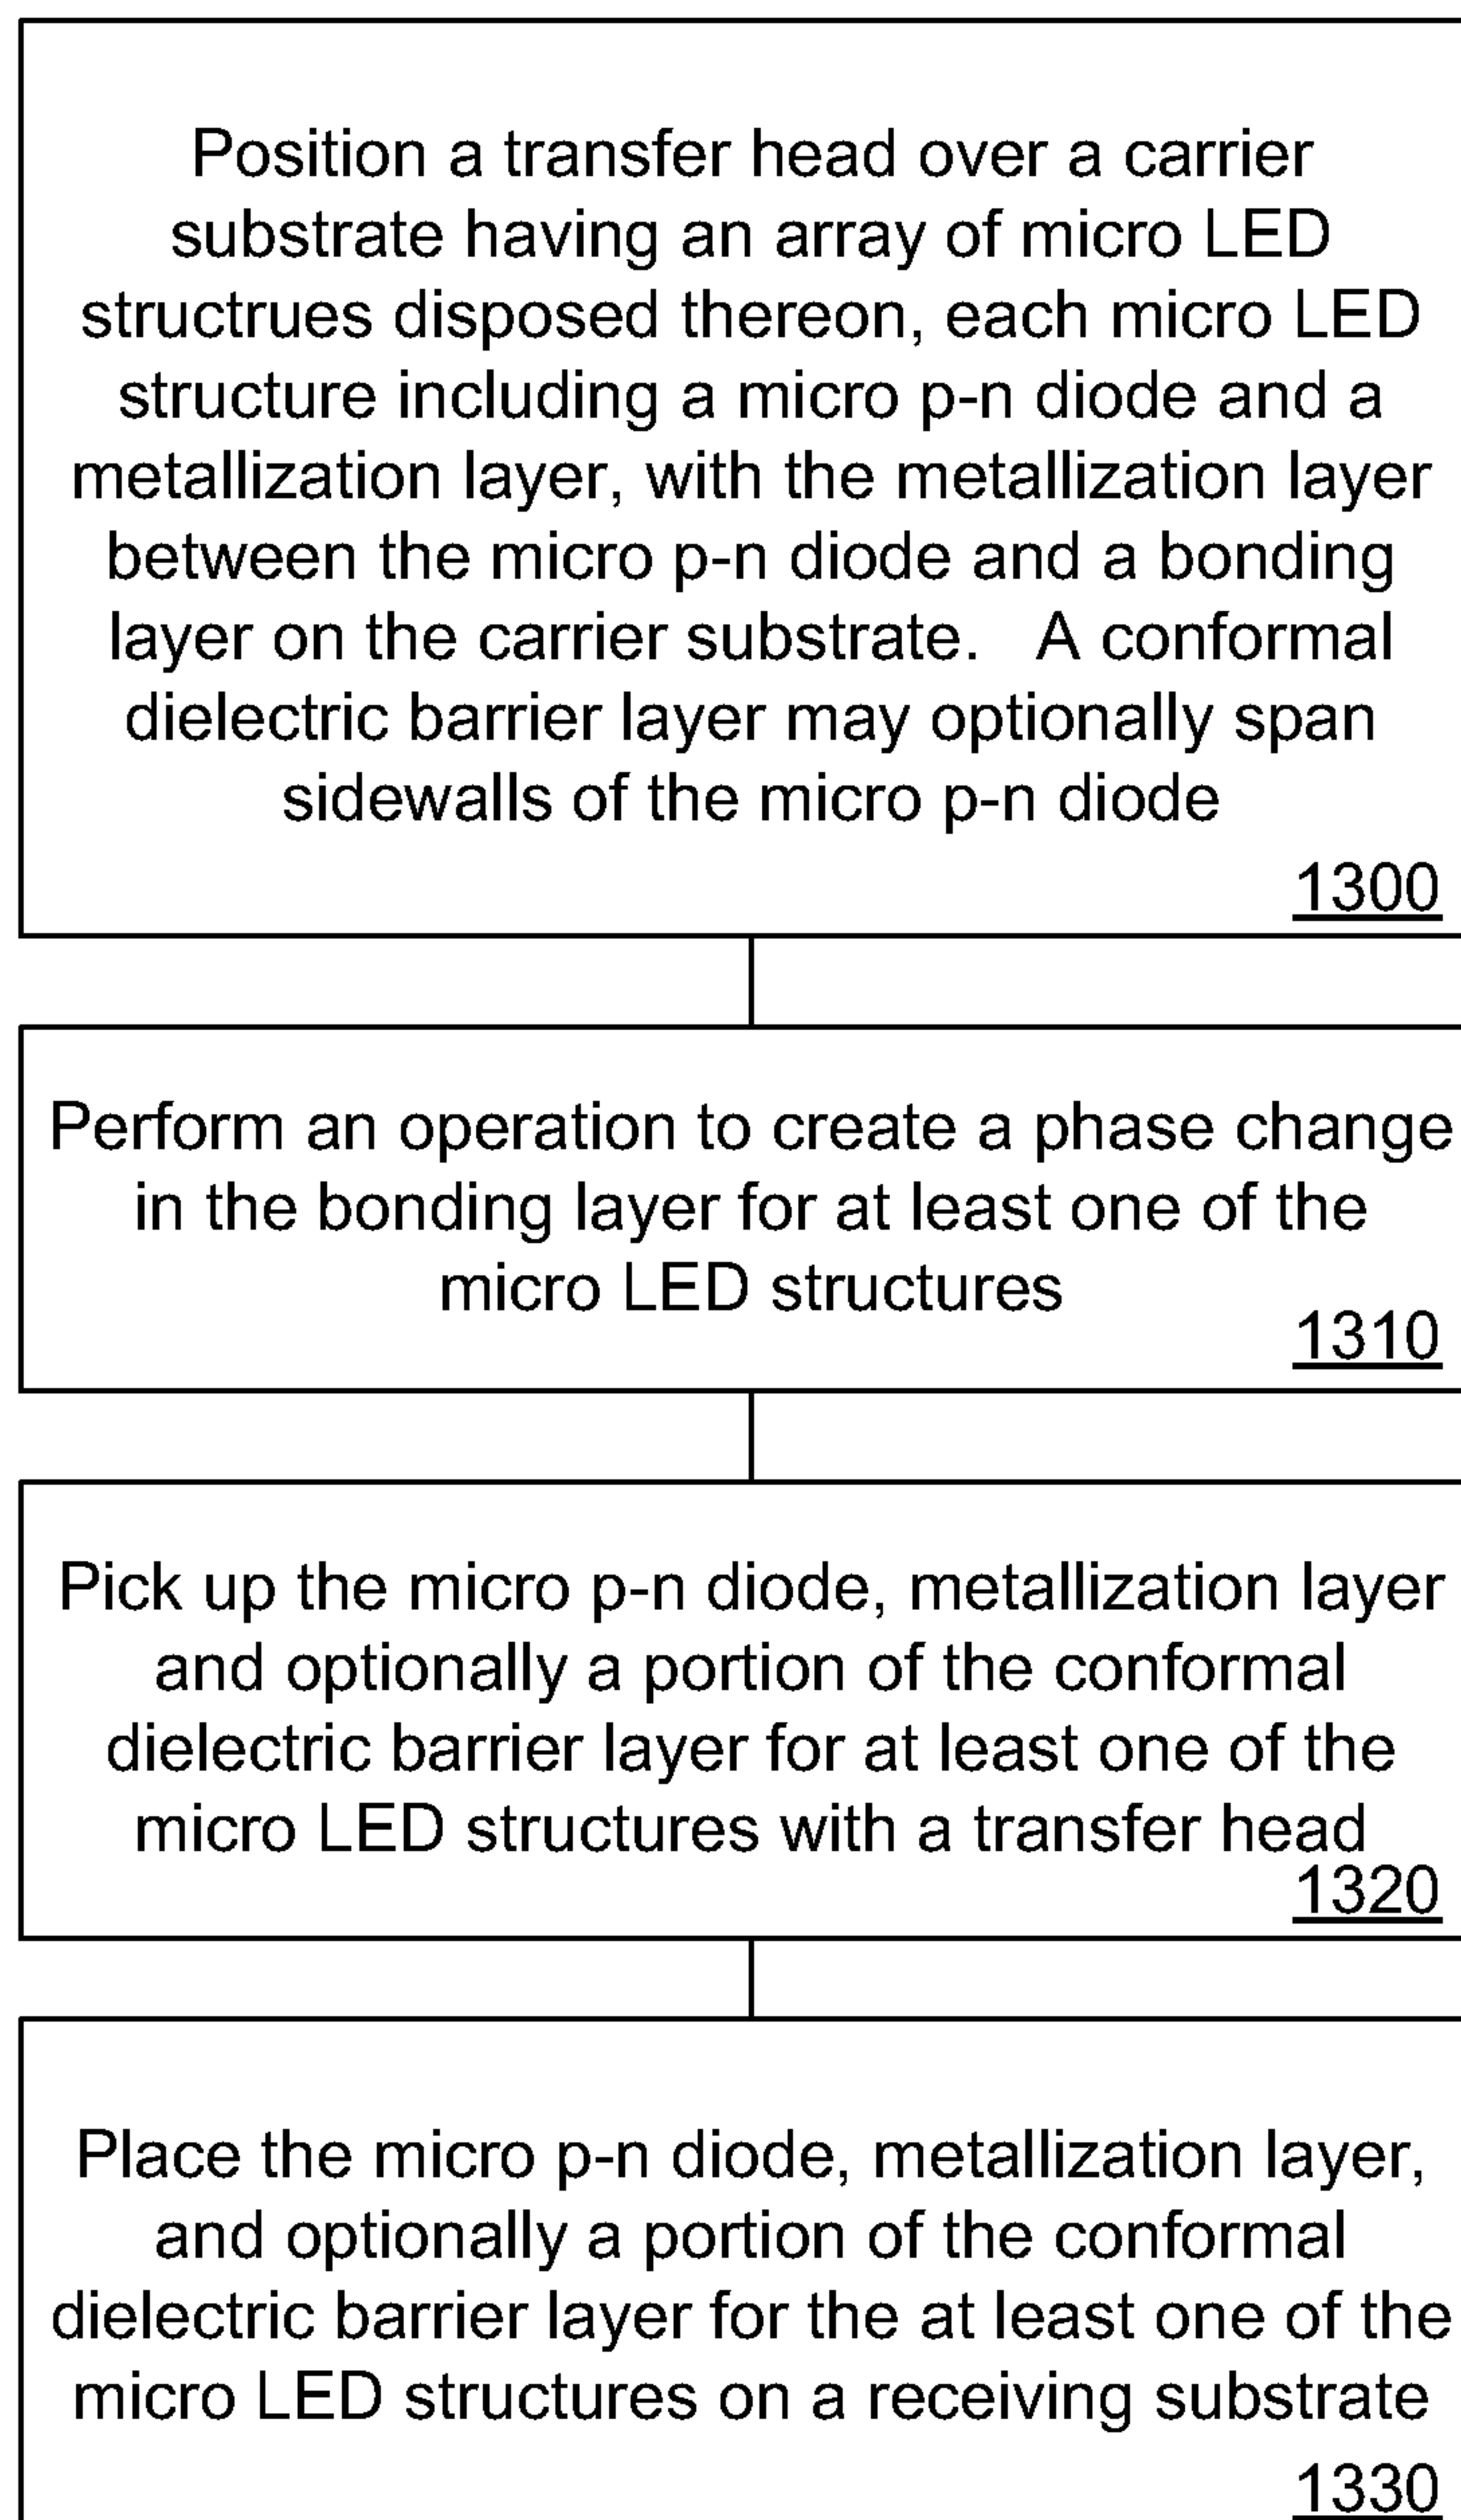 Position a transfer head over a carrier
substrate having an array of micro LED
structrues disposed thereon, each micro LED
structure including a micro p-n diode and a
metallization layer, with the metallization layer
between the micro p-n diode and a bonding
layer on the carrier substrate. A conformal
dielectric barrier layer may optionally span
sidewalls of the micro p-n diode
1300
Perform an operation to create a phase change
in the bonding layer for at least one of the
micro LED structures
1310
Pick up the micro p-n diode, metallization layer
and optionally a portion of the conformal
dielectric barrier layer for at least one of the
micro LED structures with a transfer head
1320
Place the micro p-n diode, metallization layer,
and optionally a portion of the conformal
dielectric barrier layer for the at least one of the
micro LED structures on a receiving substrate
1330